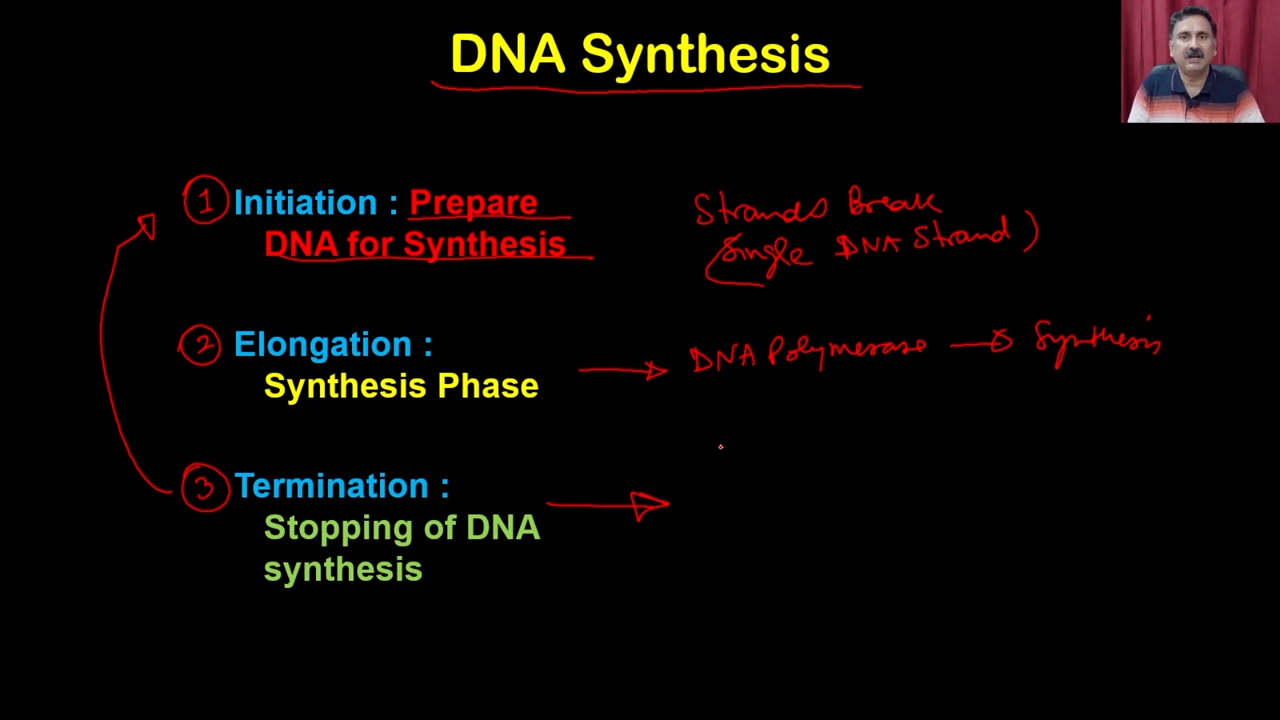 DNA Synthesis
1 Initiation : Prepare
DNA for Synthesis
Strands Break
(Single DNA Strand)
2 Elongation :
Synthesis Phase
DNA Polymerase → Synthesis
3 Termination :
Stopping of DNA
synthesis